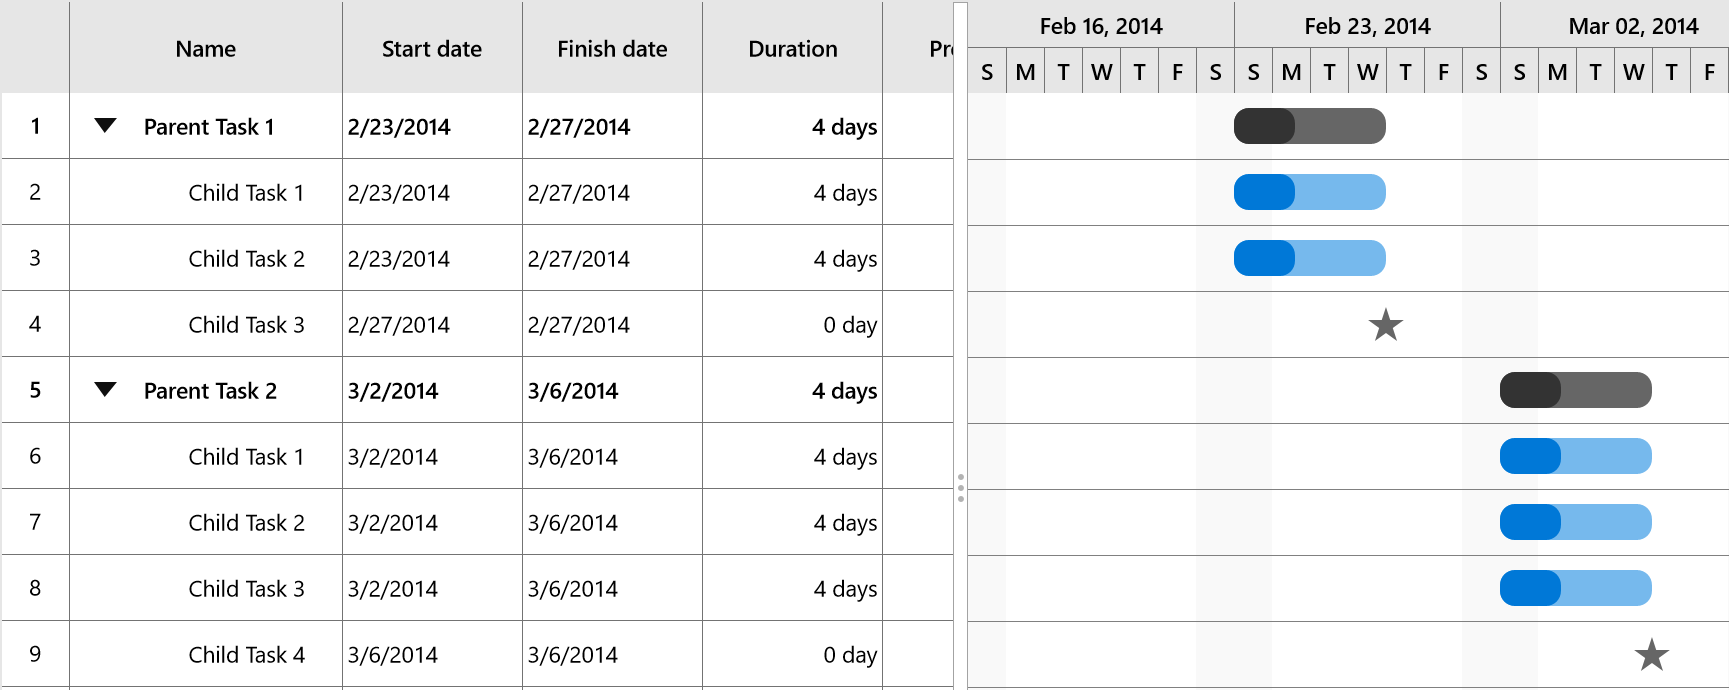 Name Start date Finish date Duration Pr
Feb 16, 2014 Feb 23, 2014 Mar 02, 2014
S M T W T F S S M T W T F S S M T W T F
1 Parent Task 1 2/23/2014 2/27/2014 4 days
2 Child Task 1 2/23/2014 2/27/2014 4 days
3 Child Task 2 2/23/2014 2/27/2014 4 days
4 Child Task 3 2/27/2014 2/27/2014 0 day
5 Parent Task 2 3/2/2014 3/6/2014 4 days
6 Child Task 1 3/2/2014 3/6/2014 4 days
7 Child Task 2 3/2/2014 3/6/2014 4 days
8 Child Task 3 3/2/2014 3/6/2014 4 days
9 Child Task 4 3/6/2014 3/6/2014 0 day